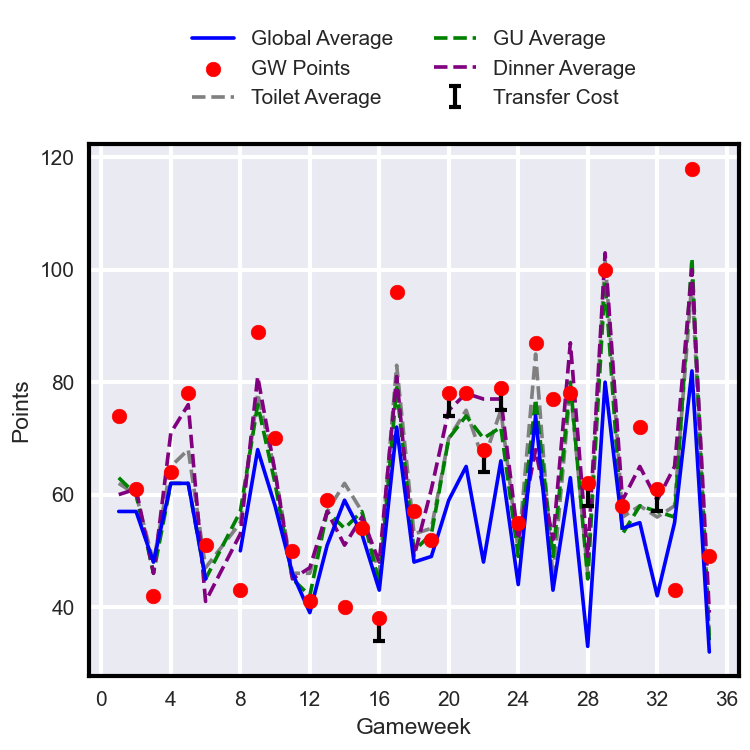 Global Average
GU Average
GW Points
Dinner Average
Toilet Average
Transfer Cost
120
100
80
60
40
Points
0 4 8 12 16 20 24 28 32 36
Gameweek